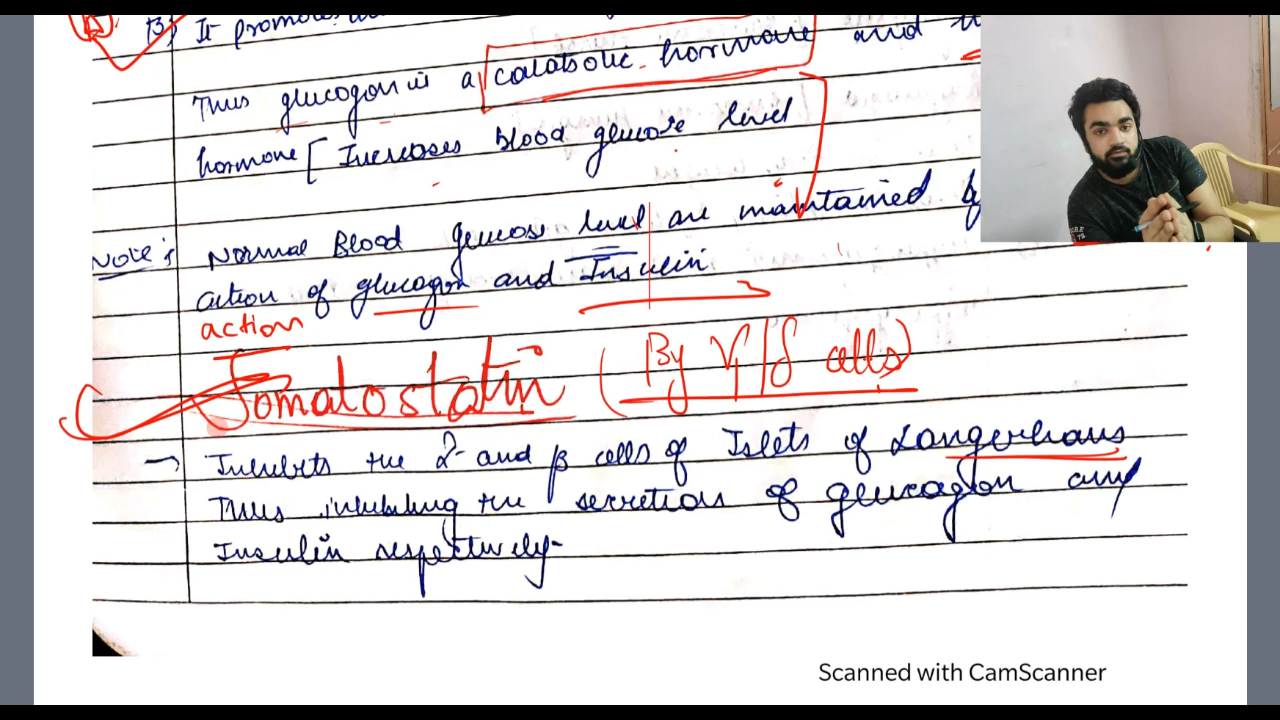 B) It promotes
Thus glucogon is a catabolic hormone and
hormone [ Increases blood glucose level
Note:
Normal Blood glucose level are maintained by
action of glucagon and Insulin
action
Somatostatin (By γ/δ cells)
→ Inhibits the α and β cells of Islets of Langerhans
Thus inhibiting the secretion of glucagon and
Insulin respectively-
Scanned with CamScanner